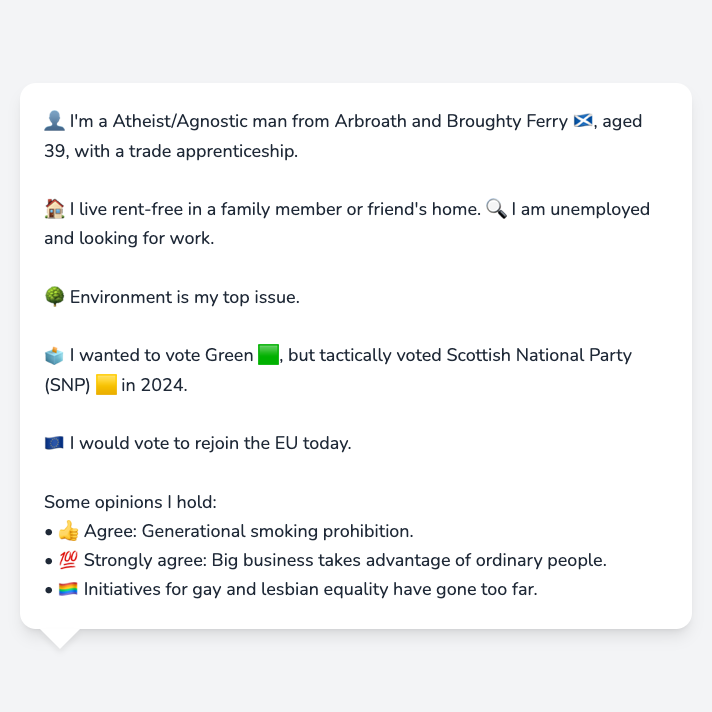 👤 I'm a Atheist/Agnostic man from Arbroath and Broughty Ferry 🏴󠁧󠁢󠁳󠁣󠁴󠁿, aged
39, with a trade apprenticeship.
🏠 I live rent-free in a family member or friend's home. 🔍 I am unemployed
and looking for work.
🌳 Environment is my top issue.
🗳️ I wanted to vote Green 🟩, but tactically voted Scottish National Party
(SNP) 🟨 in 2024.
🇪🇺 I would vote to rejoin the EU today.
Some opinions I hold:
• 👍 Agree: Generational smoking prohibition.
• 💯 Strongly agree: Big business takes advantage of ordinary people.
• 🏳️‍🌈 Initiatives for gay and lesbian equality have gone too far.